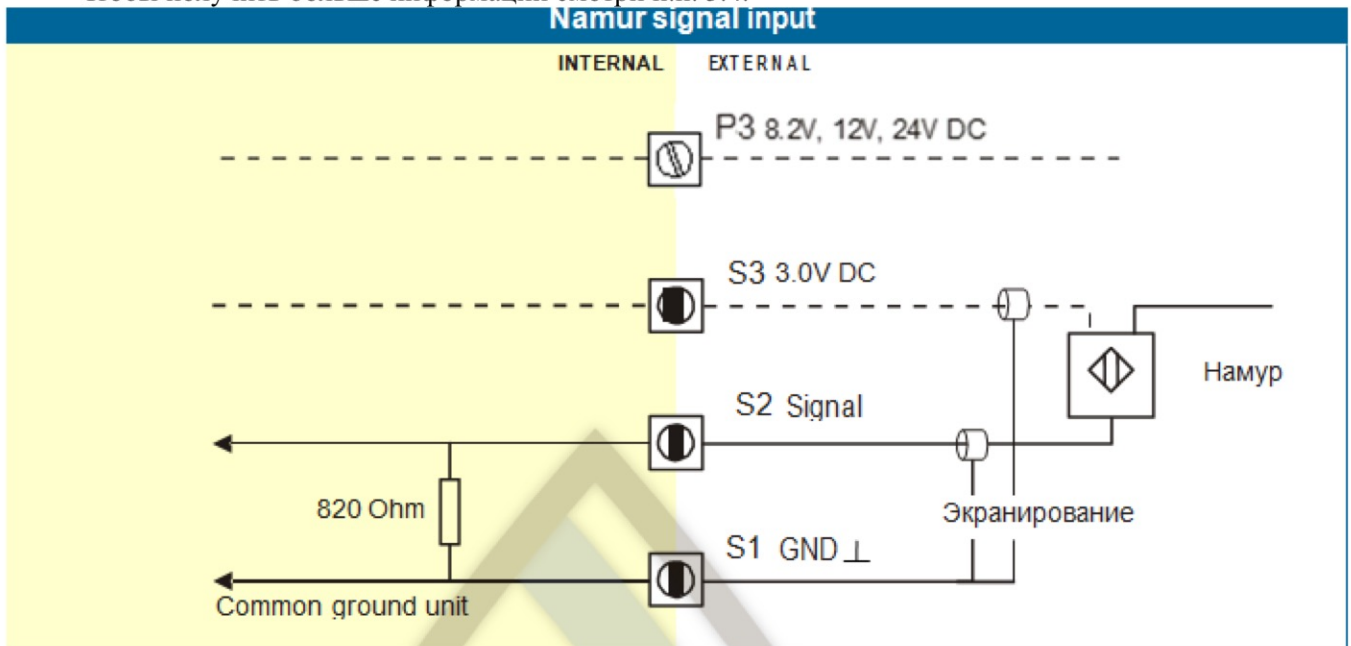 Namur signal input
INTERNAL EXTERNAL
P3 8.2V, 12V, 24V DC
S3 3.0V DC
Намур
S2 Signal
820 Ohm
Экранирование
S1 GND ⊥
Common ground unit